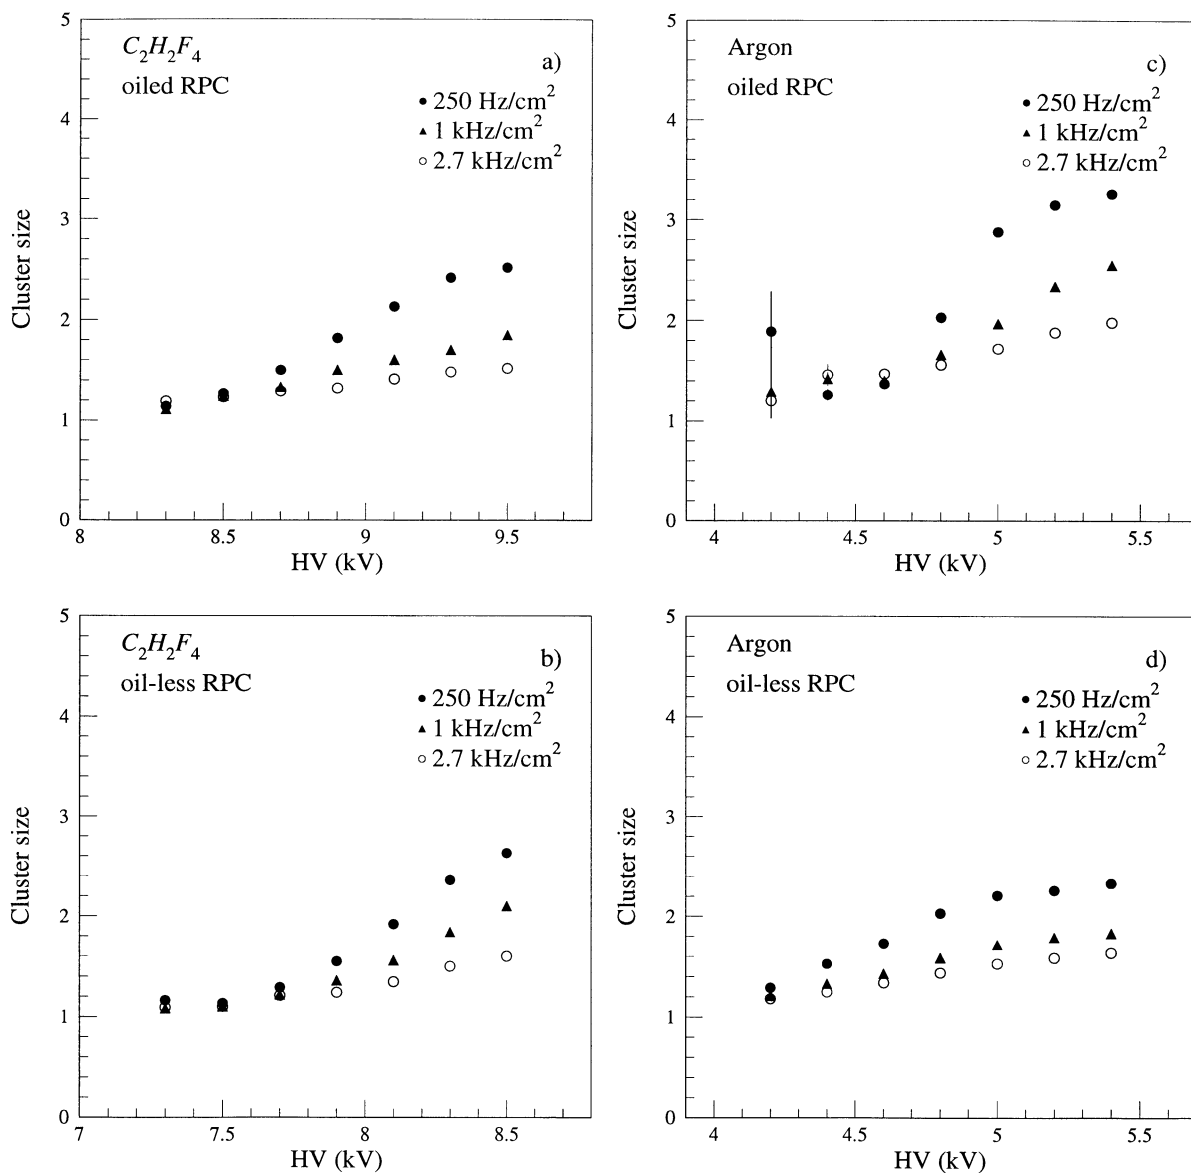 5
4
3
2
1
0
Cluster size
C₂H₂F₄
oiled RPC
a)
250 Hz/cm²
1 kHz/cm²
2.7 kHz/cm²
8 8.5 9 9.5
HV (kV)
5
4
3
2
1
0
Cluster size
Argon
oiled RPC
c)
250 Hz/cm²
1 kHz/cm²
2.7 kHz/cm²
4 4.5 5 5.5
HV (kV)
5
4
3
2
1
0
Cluster size
C₂H₂F₄
oil-less RPC
b)
250 Hz/cm²
1 kHz/cm²
2.7 kHz/cm²
7 7.5 8 8.5
HV (kV)
5
4
3
2
1
0
Cluster size
Argon
oil-less RPC
d)
250 Hz/cm²
1 kHz/cm²
2.7 kHz/cm²
4 4.5 5 5.5
HV (kV)